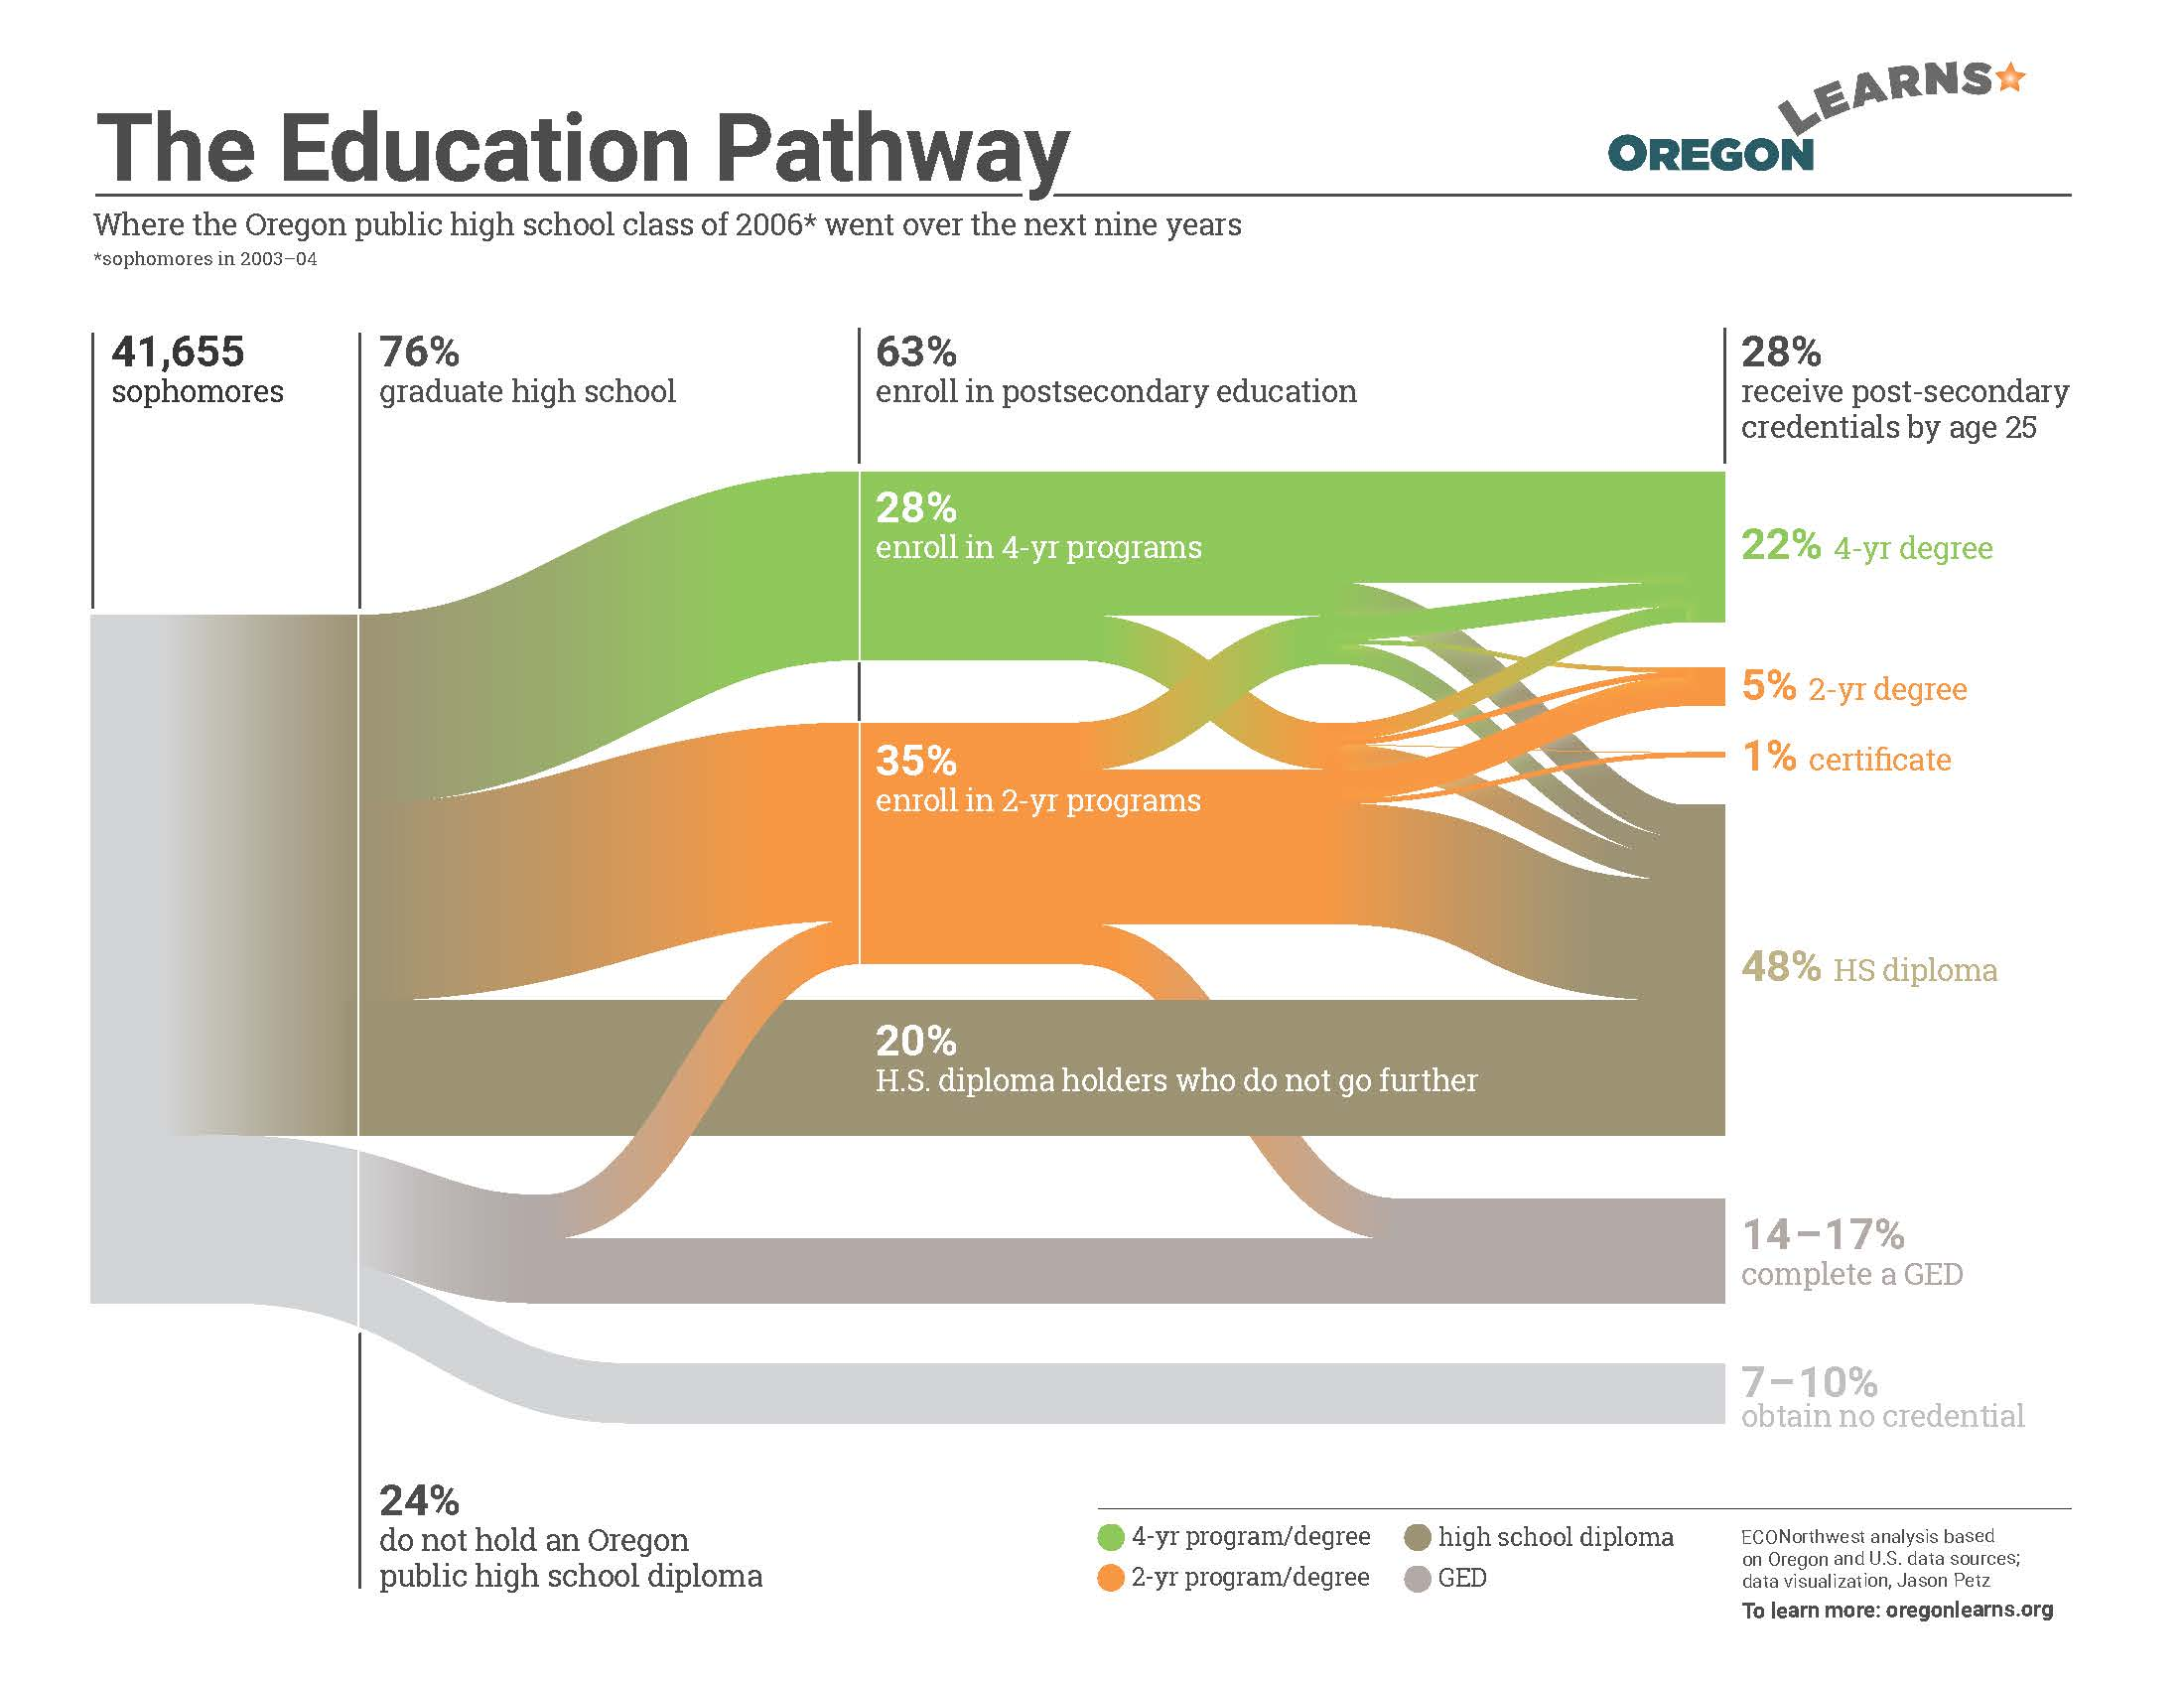 The Education Pathway
OREGON LEARNS
Where the Oregon public high school class of 2006* went over the next nine years
*sophomores in 2003–04
41,655
sophomores
76%
graduate high school
63%
enroll in postsecondary education
28%
receive post-secondary
credentials by age 25
28%
enroll in 4-yr programs
22% 4-yr degree
5% 2-yr degree
35%
enroll in 2-yr programs
1% certificate
48% HS diploma
20%
H.S. diploma holders who do not go further
14–17%
complete a GED
7–10%
obtain no credential
24%
do not hold an Oregon
public high school diploma
4-yr program/degree
high school diploma
2-yr program/degree
GED
ECONorthwest analysis based
on Oregon and U.S. data sources;
data visualization, Jason Petz
To learn more: oregonlearns.org